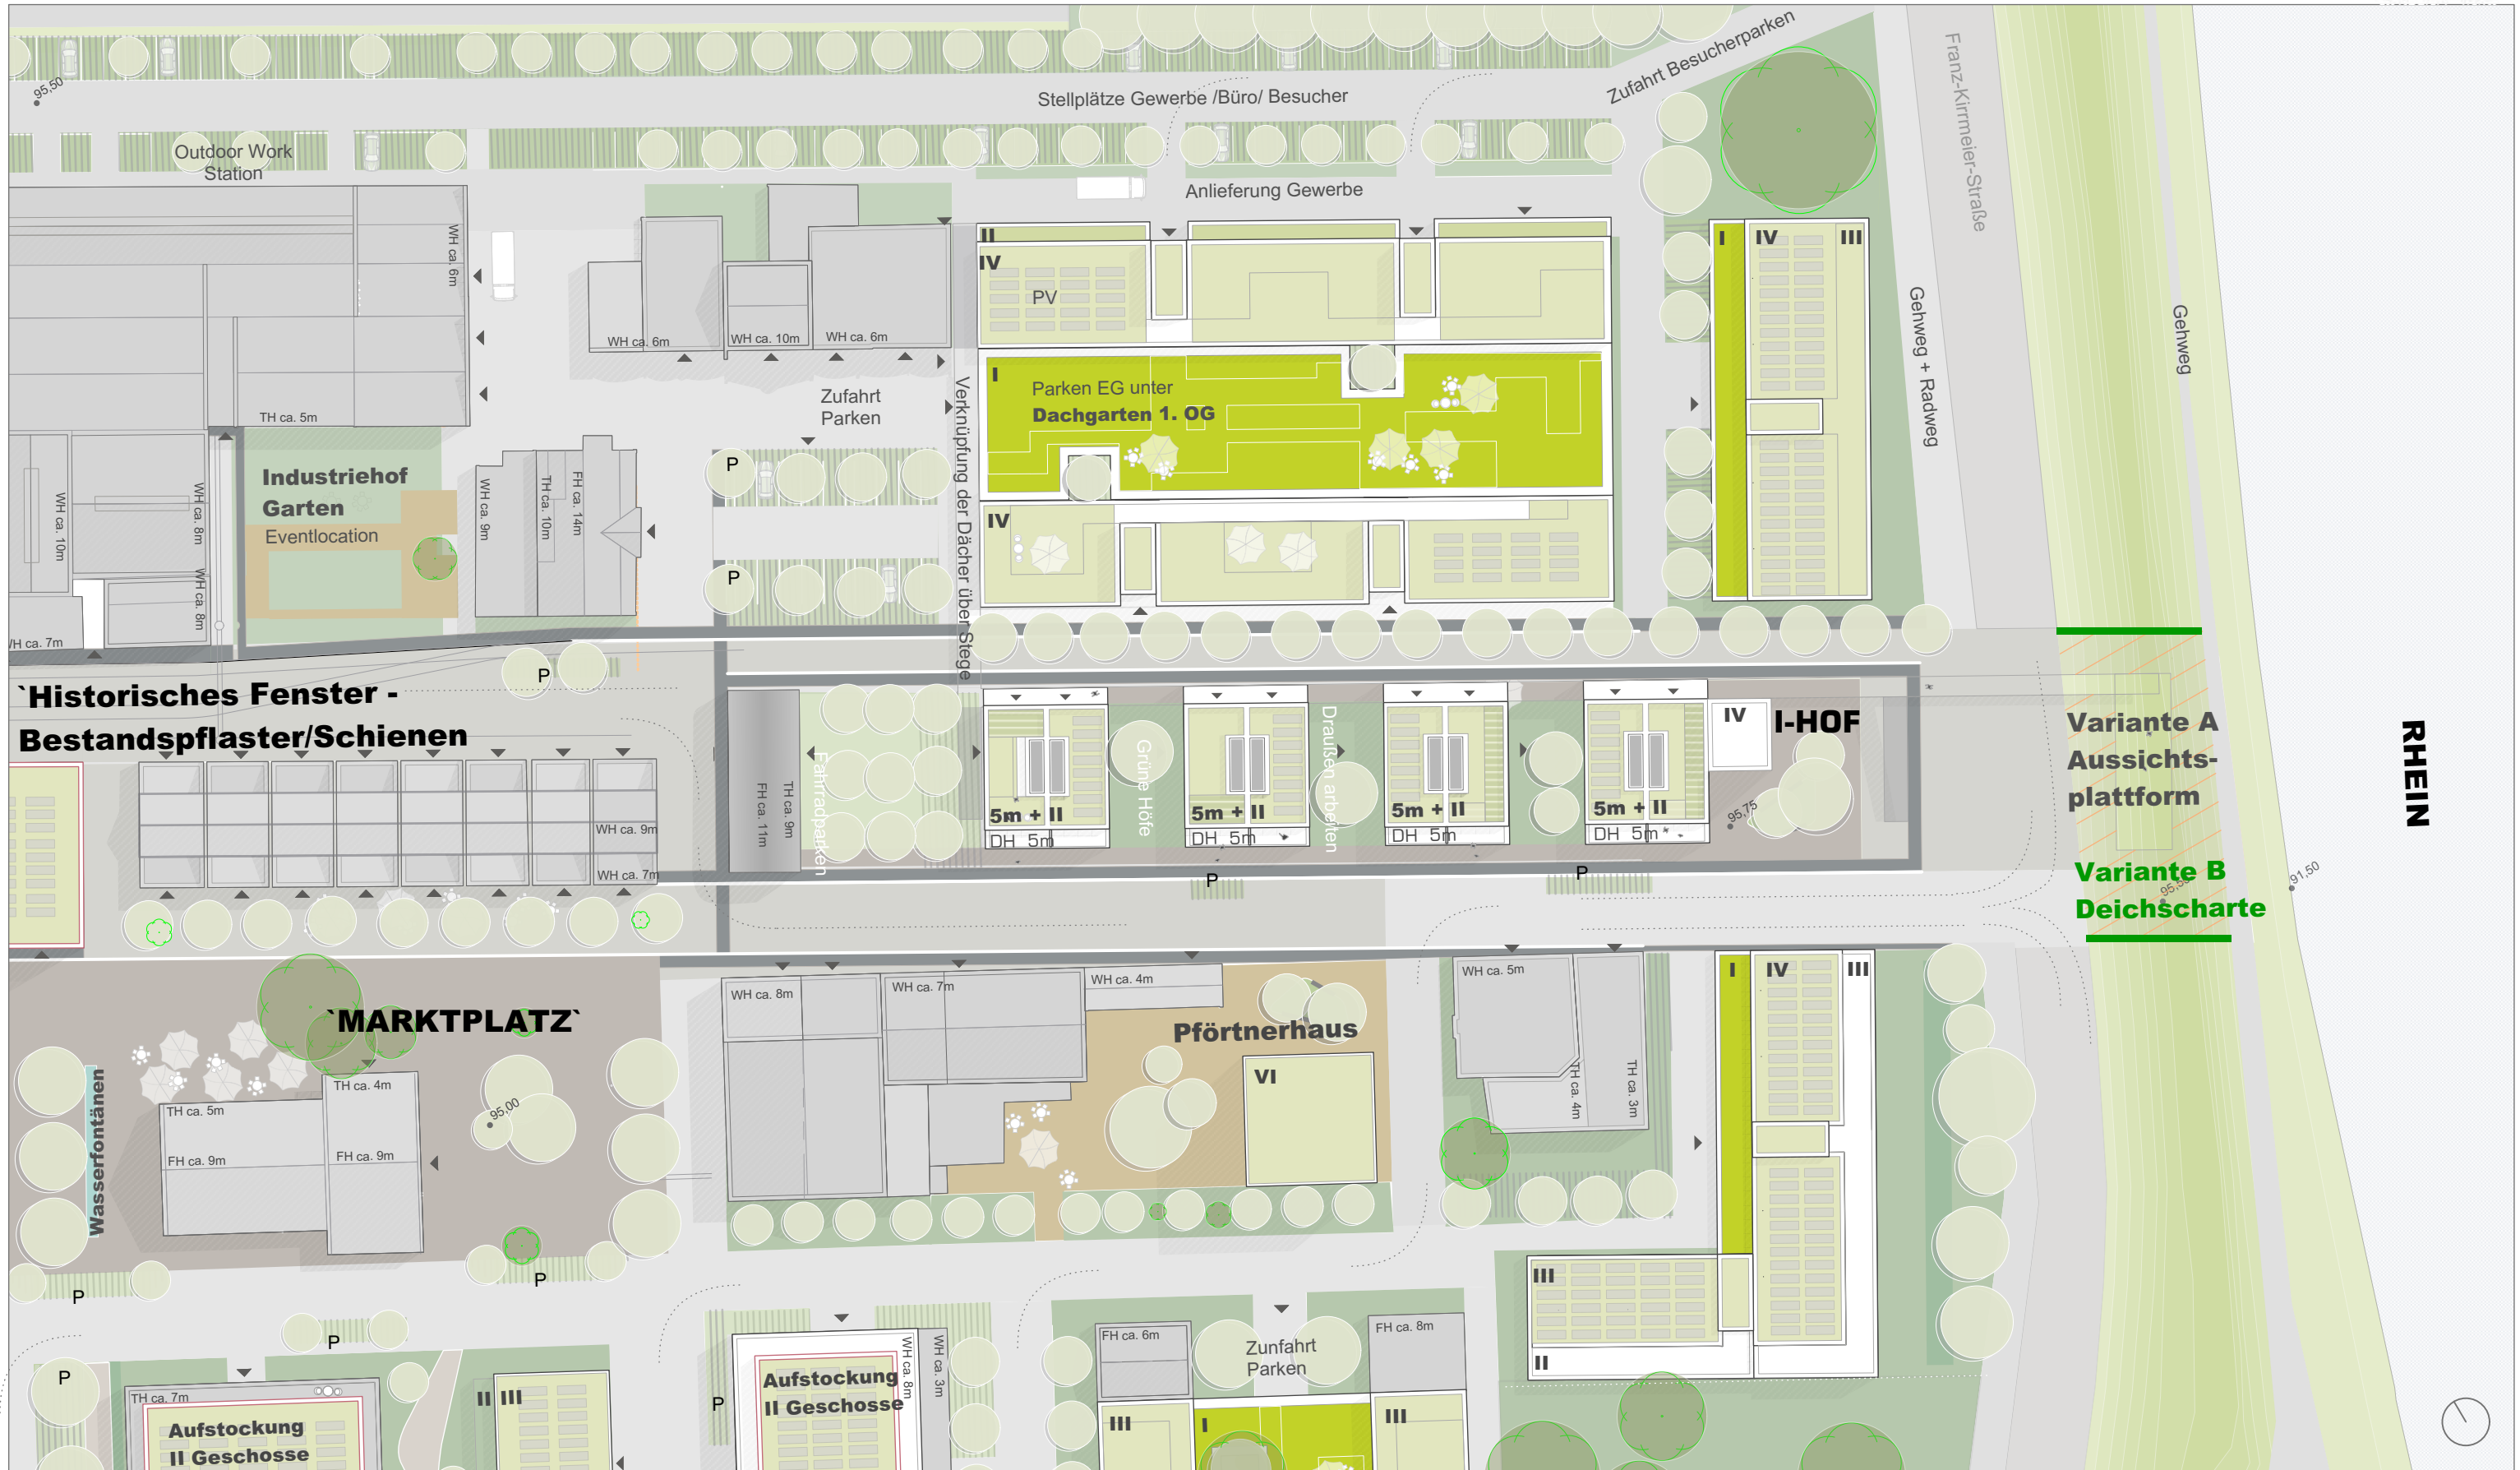 Zufahrt Besucherparken
Franz-Kirmeier-Straße
95,50
Stellplätze Gewerbe /Büro/ Besucher
Outdoor Work
Station
Anlieferung Gewerbe
WH ca. 6m
II
IV
PV
I
IV
III
WH ca. 6m
WH ca. 10m
WH ca. 6m
Gehweg + Radweg
Gehweg
TH ca. 5m
Zufahrt
Parken
Verknüpfung der Dächer über Stege
I
Parken EG unter
Dachgarten 1. OG
Industriehof
Garten
Eventlocation
WH ca. 10m
WH ca. 8m
WH ca. 8m
WH ca. 9m
TH ca. 10m
FH ca. 14m
P
P
IV
WH ca. 7m
P
`Historisches Fenster -
Bestandspflaster/Schienen
IV
I-HOF
Variante A
Aussichts-
plattform
RHEIN
FH ca. 11m
TH ca. 9m
Fahrradparken
Grüne Höfe
Draußen arbeiten
5m + II
DH 5m
5m + II
DH 5m
5m + II
DH 5m
5m + II
DH 5m
95,75
WH ca. 9m
WH ca. 7m
P
P
Variante B
Deichscharte
91,50
`MARKTPLATZ`
WH ca. 8m
WH ca. 7m
WH ca. 4m
Pförtnerhaus
VI
WH ca. 5m
TH ca. 4m
TH ca. 3m
I
IV
III
Wasserfontänen
TH ca. 4m
TH ca. 5m
FH ca. 9m
FH ca. 9m
95,00
P
P
P
P
III
II
TH ca. 7m
Aufstockung
II Geschosse
II
III
P
Aufstockung
II Geschosse
WH ca. 8m
WH ca. 3m
FH ca. 6m
Zunfahrt
Parken
FH ca. 8m
III
I
III